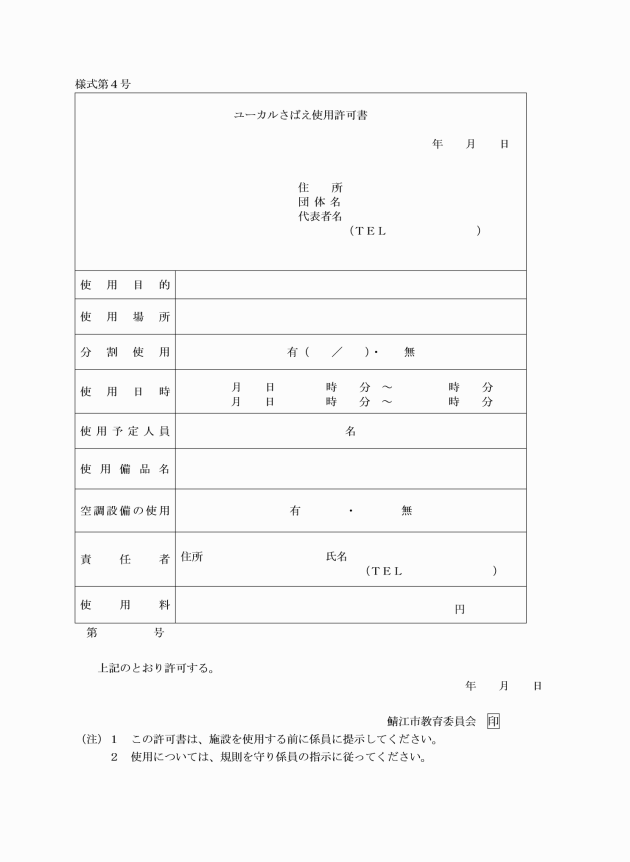 様式第４号
ユーカルさばえ使用許可書
年　　月　　日
住　　所
団 体 名
代表者名
（ＴＥＬ　　　　　　　　）
使　用　目　的
使　用　場　所
分　割　使　用　　　有（　　／　　）・　　無
使　用　日　時　　　月　　日　　　　時　　分　～　　　　　時　　分
月　　日　　　　時　　分　～　　　　　時　　分
使用予定人員　　　名
使 用 備 品 名
空調設備の使用　　　有　　　　・　　　　無
責　任　者　住所　　　　　　　　　　　氏名
（ＴＥＬ　　　　　　　　）
使　用　料　　　円
第　　　　　号
上記のとおり許可する。
年　　月　　日
鯖江市教育委員会　印
（注）１　この許可書は、施設を使用する前に係員に提示してください。
２　使用については、規則を守り係員の指示に従ってください。